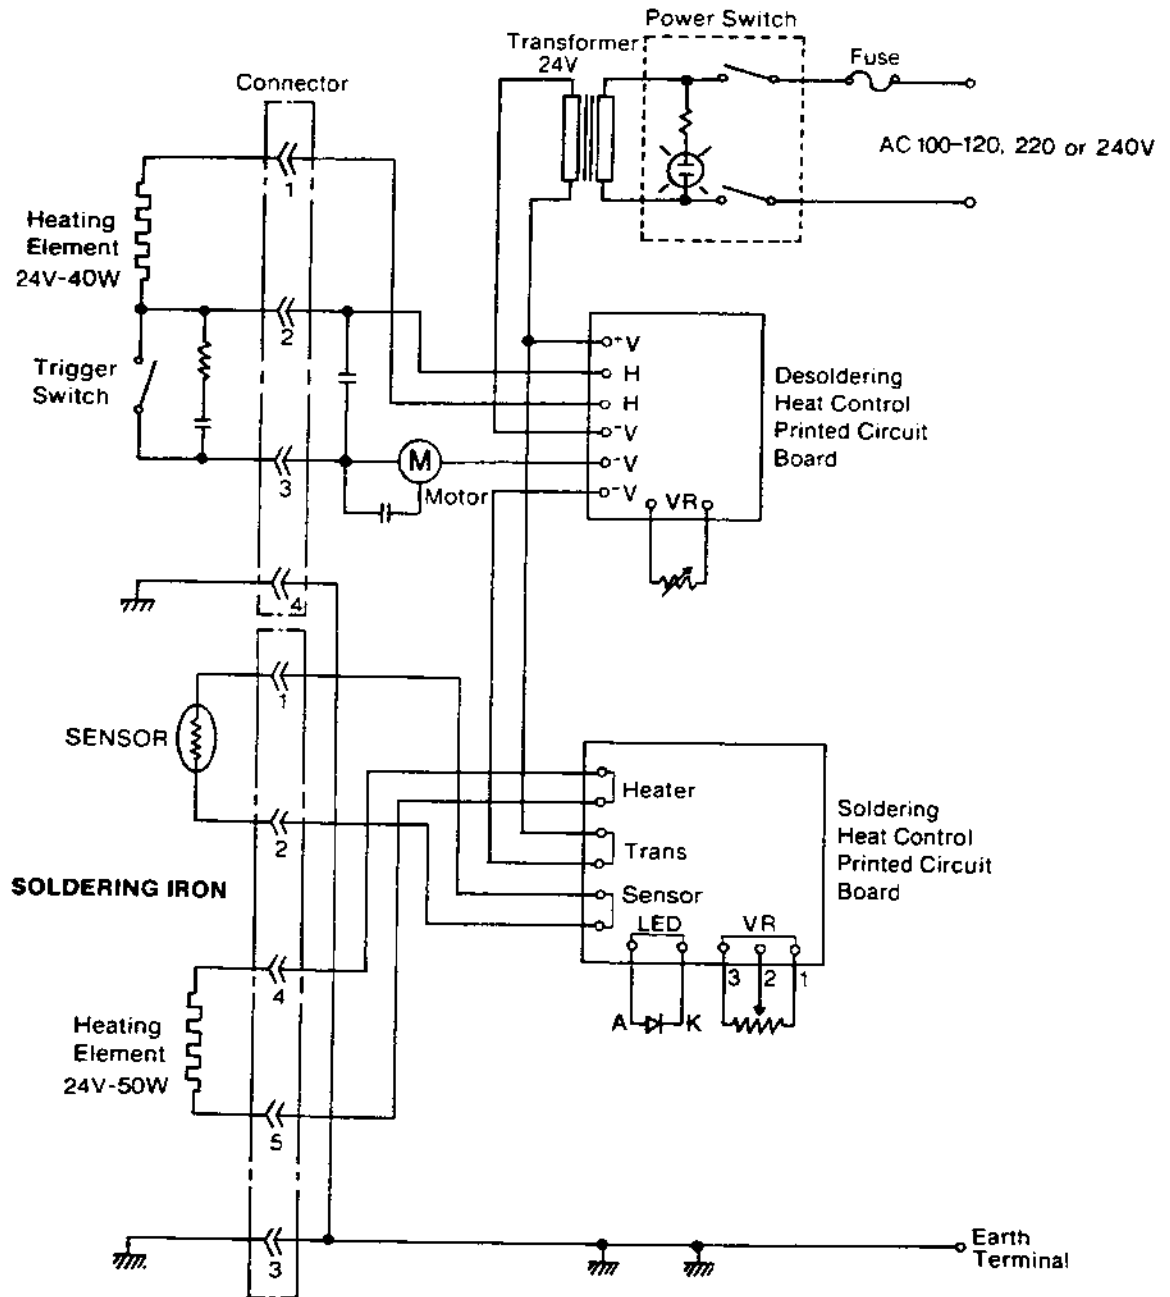 Power Switch
Transformer
24V
Fuse
Connector
AC 100-120, 220 or 240V
1
Heating
Element
24V-40W
2
+V
H
H
-V
-V
-V
VR
Desoldering
Heat Control
Printed Circuit
Board
Trigger
Switch
3
M
Motor
4
1
SENSOR
2
Heater
Trans
Sensor
LED
VR
3 2 1
A K
Soldering
Heat Control
Printed Circuit
Board
SOLDERING IRON
4
Heating
Element
24V-50W
5
3
Earth
Terminal